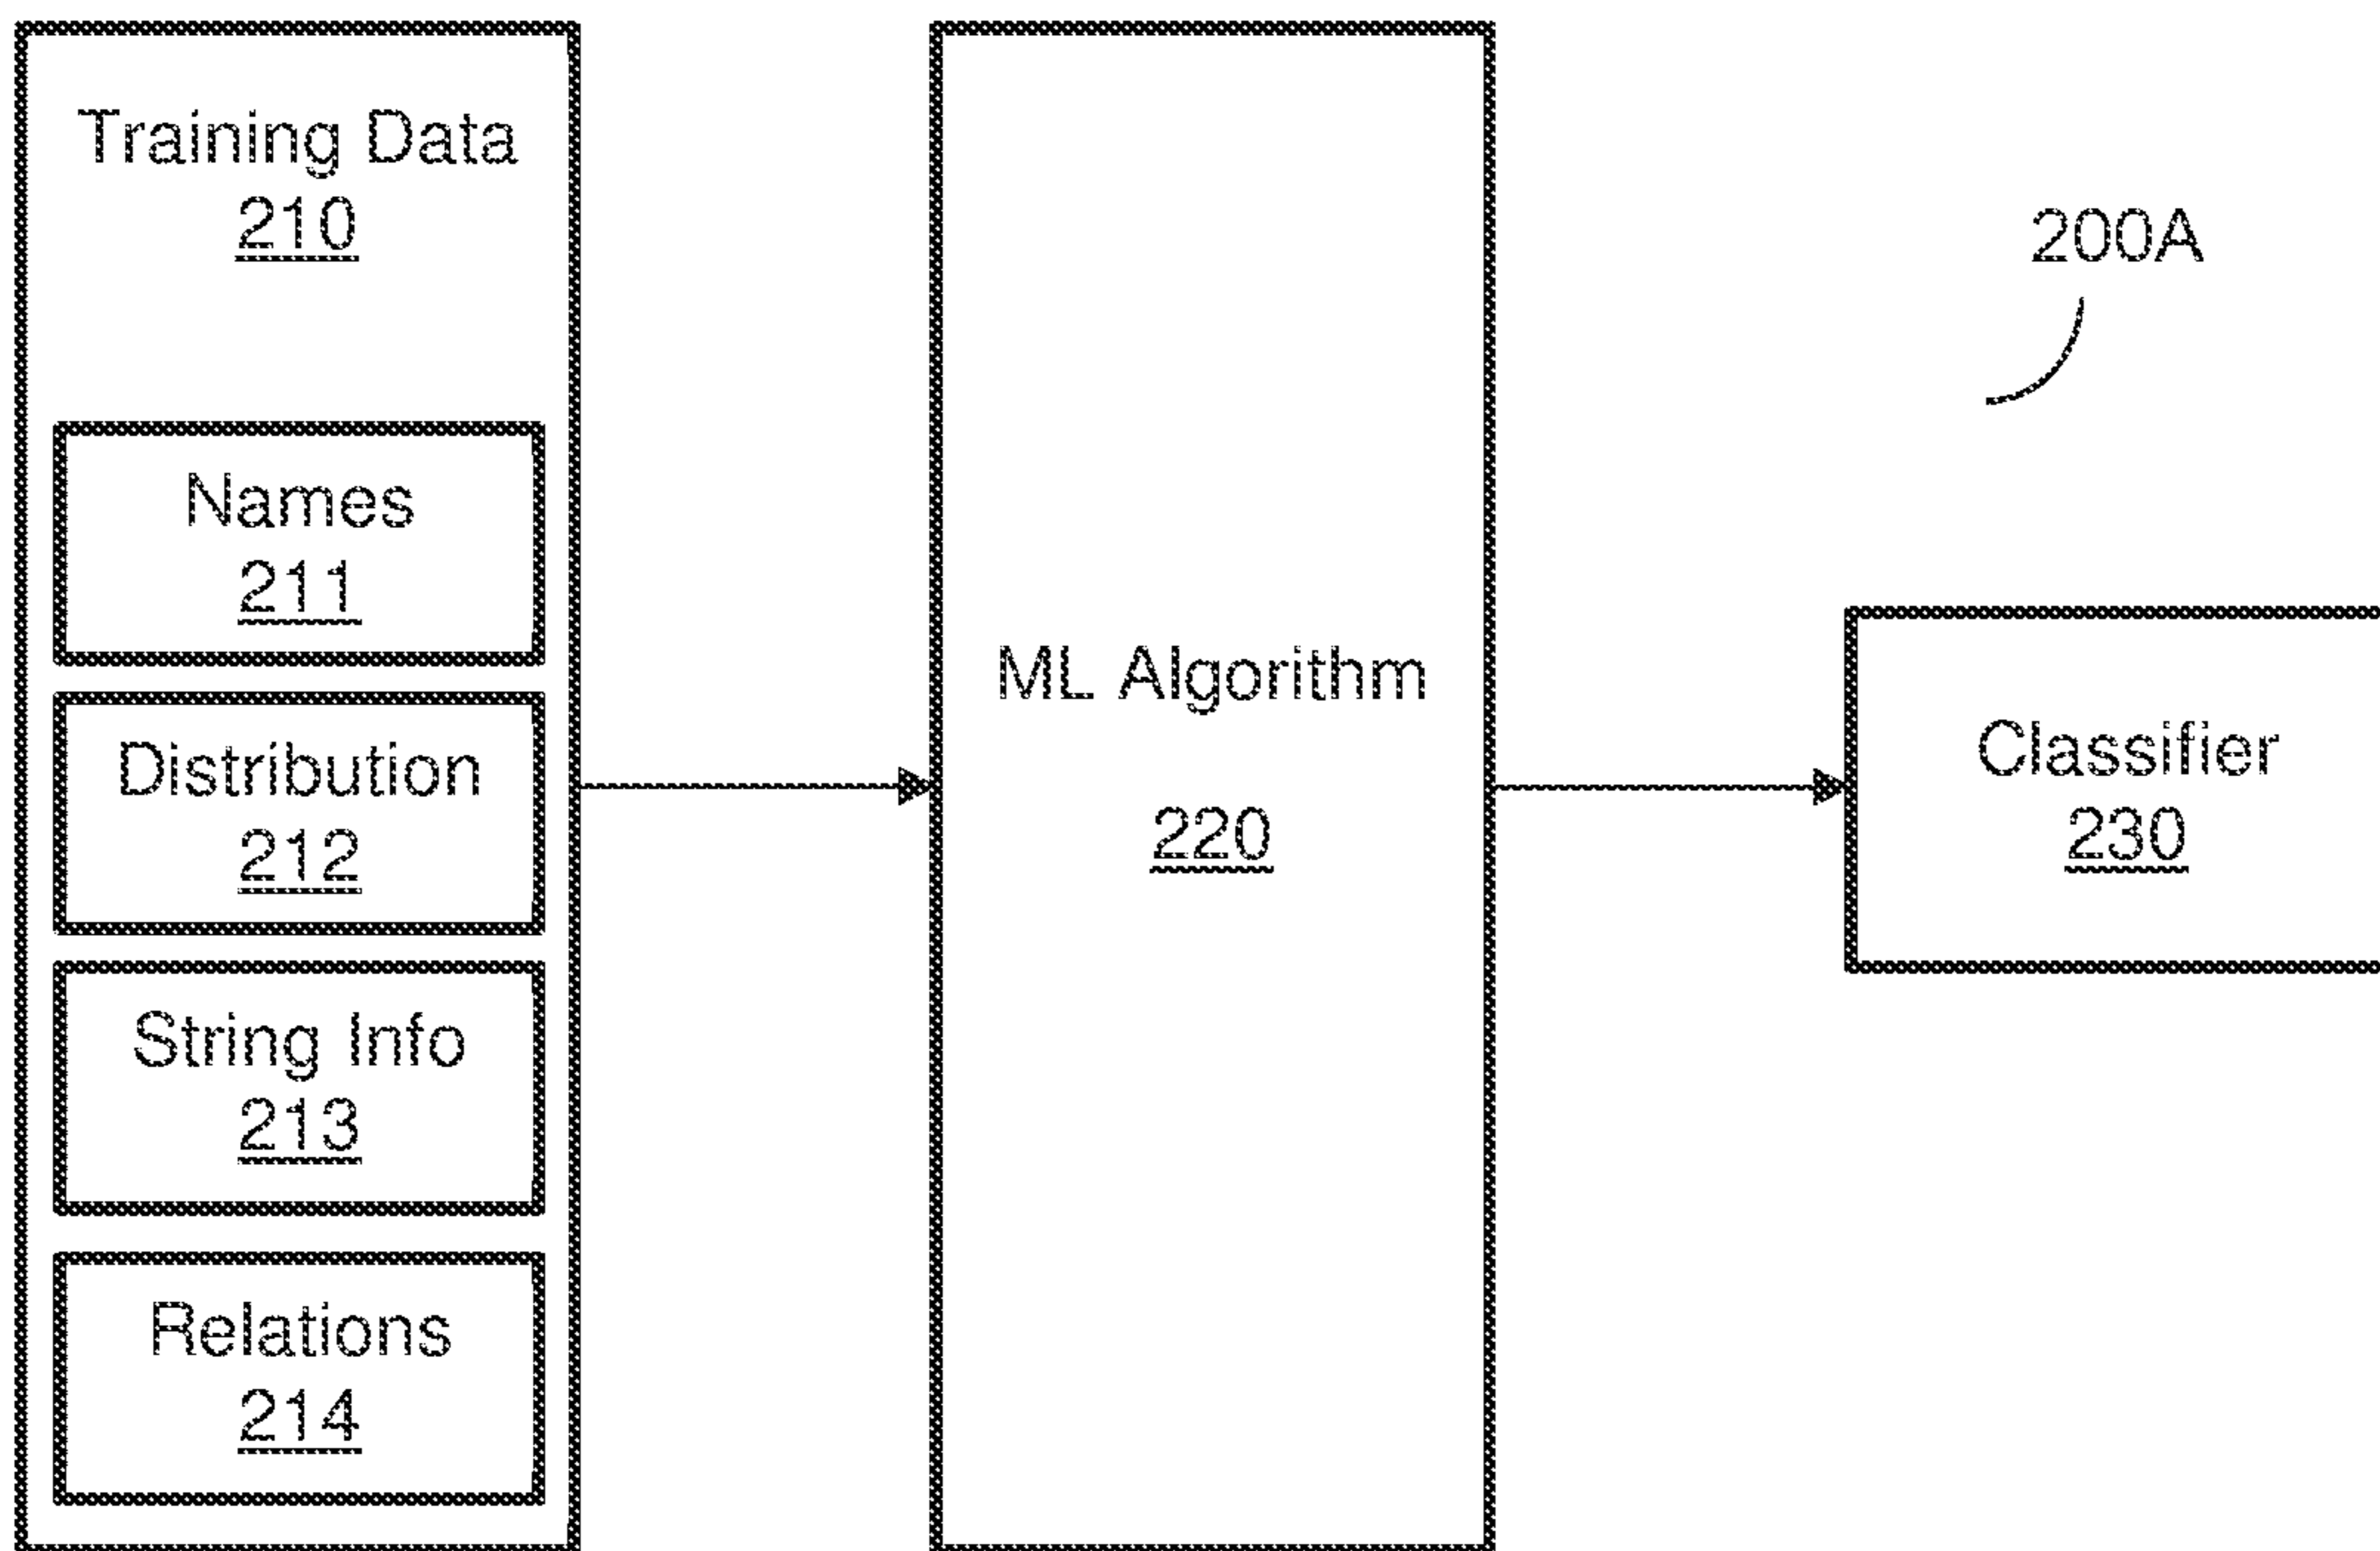 Training Data
210
Names
211
Distribution
212
String Info
213
Relations
214
ML Algorithm
220
200A
Classifier
230